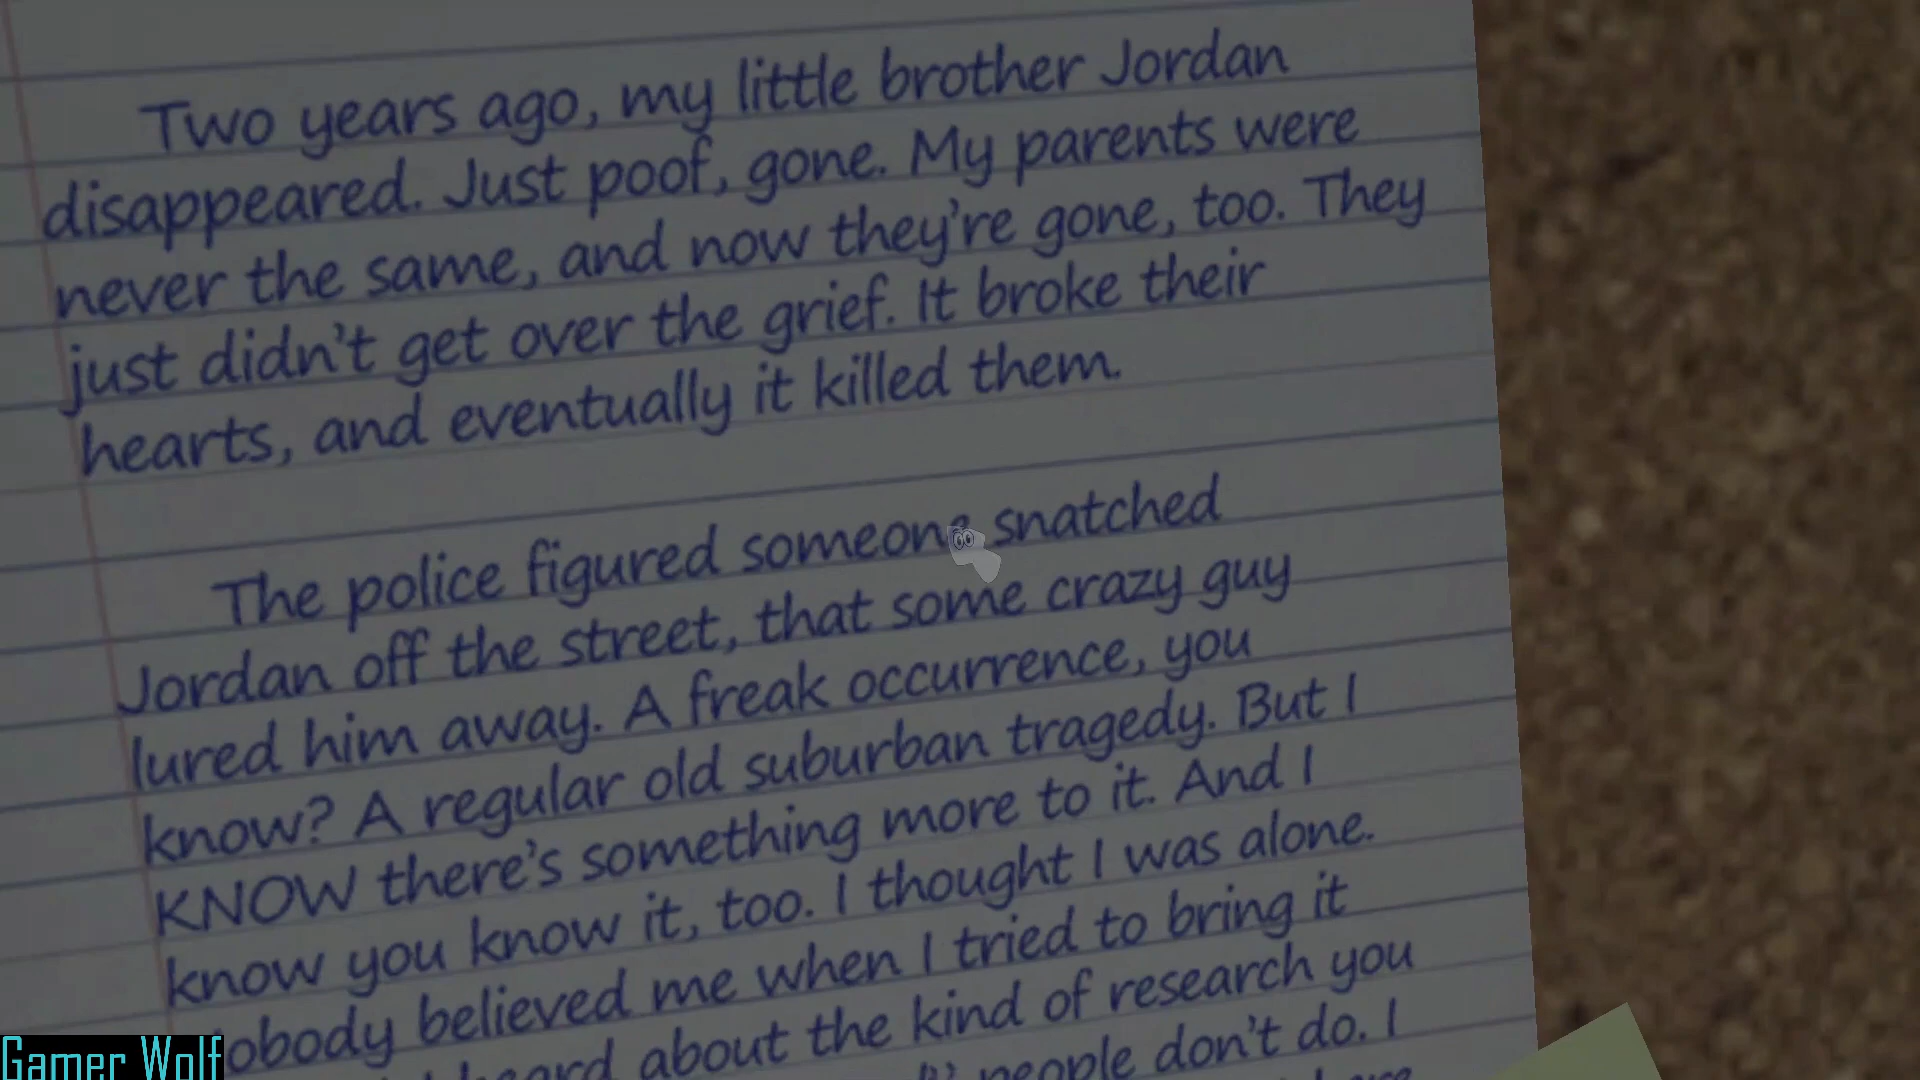 Two years ago, my little brother Jordan
disappeared. Just poof, gone. My parents were
never the same, and now they're gone, too. They
just didn't get over the grief. It broke their
hearts, and eventually it killed them.
The police figured someone snatched
Jordan off the street, that some crazy guy
lured him away. A freak occurrence, you
know? A regular old suburban tragedy. But I
KNOW there's something more to it. And I
know you know it, too. I thought I was alone.
obody believed me when I tried to bring it
heard about the kind of research you
people don't do. I
Gamer Wolf